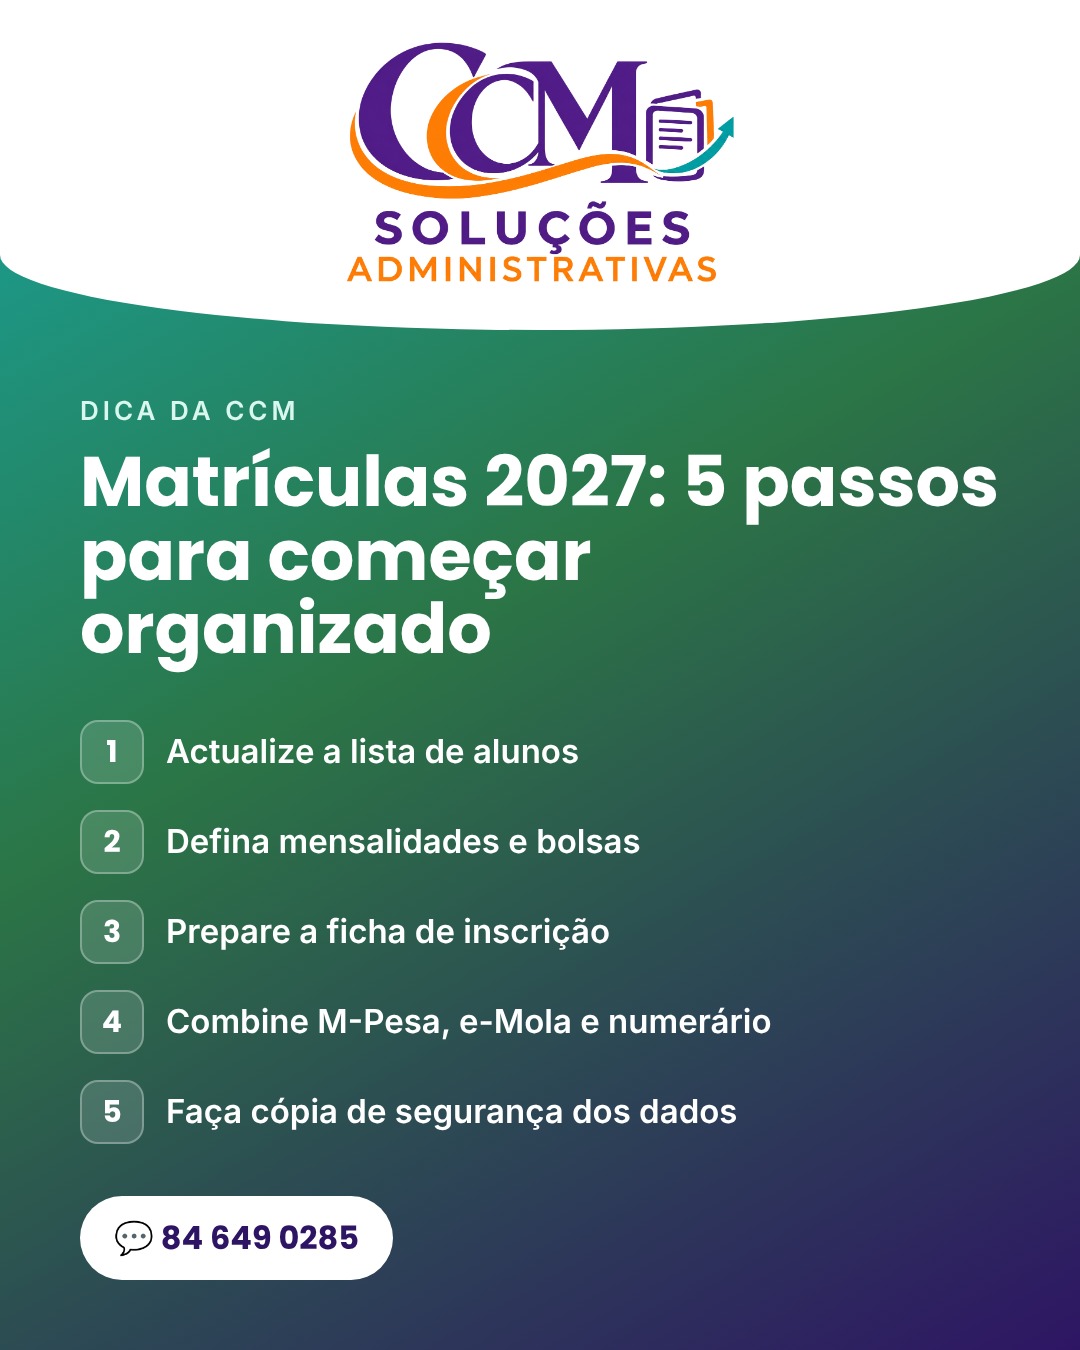 CCM
SOLUÇÕES
ADMINISTRATIVAS
DICA DA CCM
Matrículas 2027: 5 passos
para começar
organizado
1 Actualize a lista de alunos
2 Defina mensalidades e bolsas
3 Prepare a ficha de inscrição
4 Combine M-Pesa, e-Mola e numerário
5 Faça cópia de segurança dos dados
💬 84 649 0285